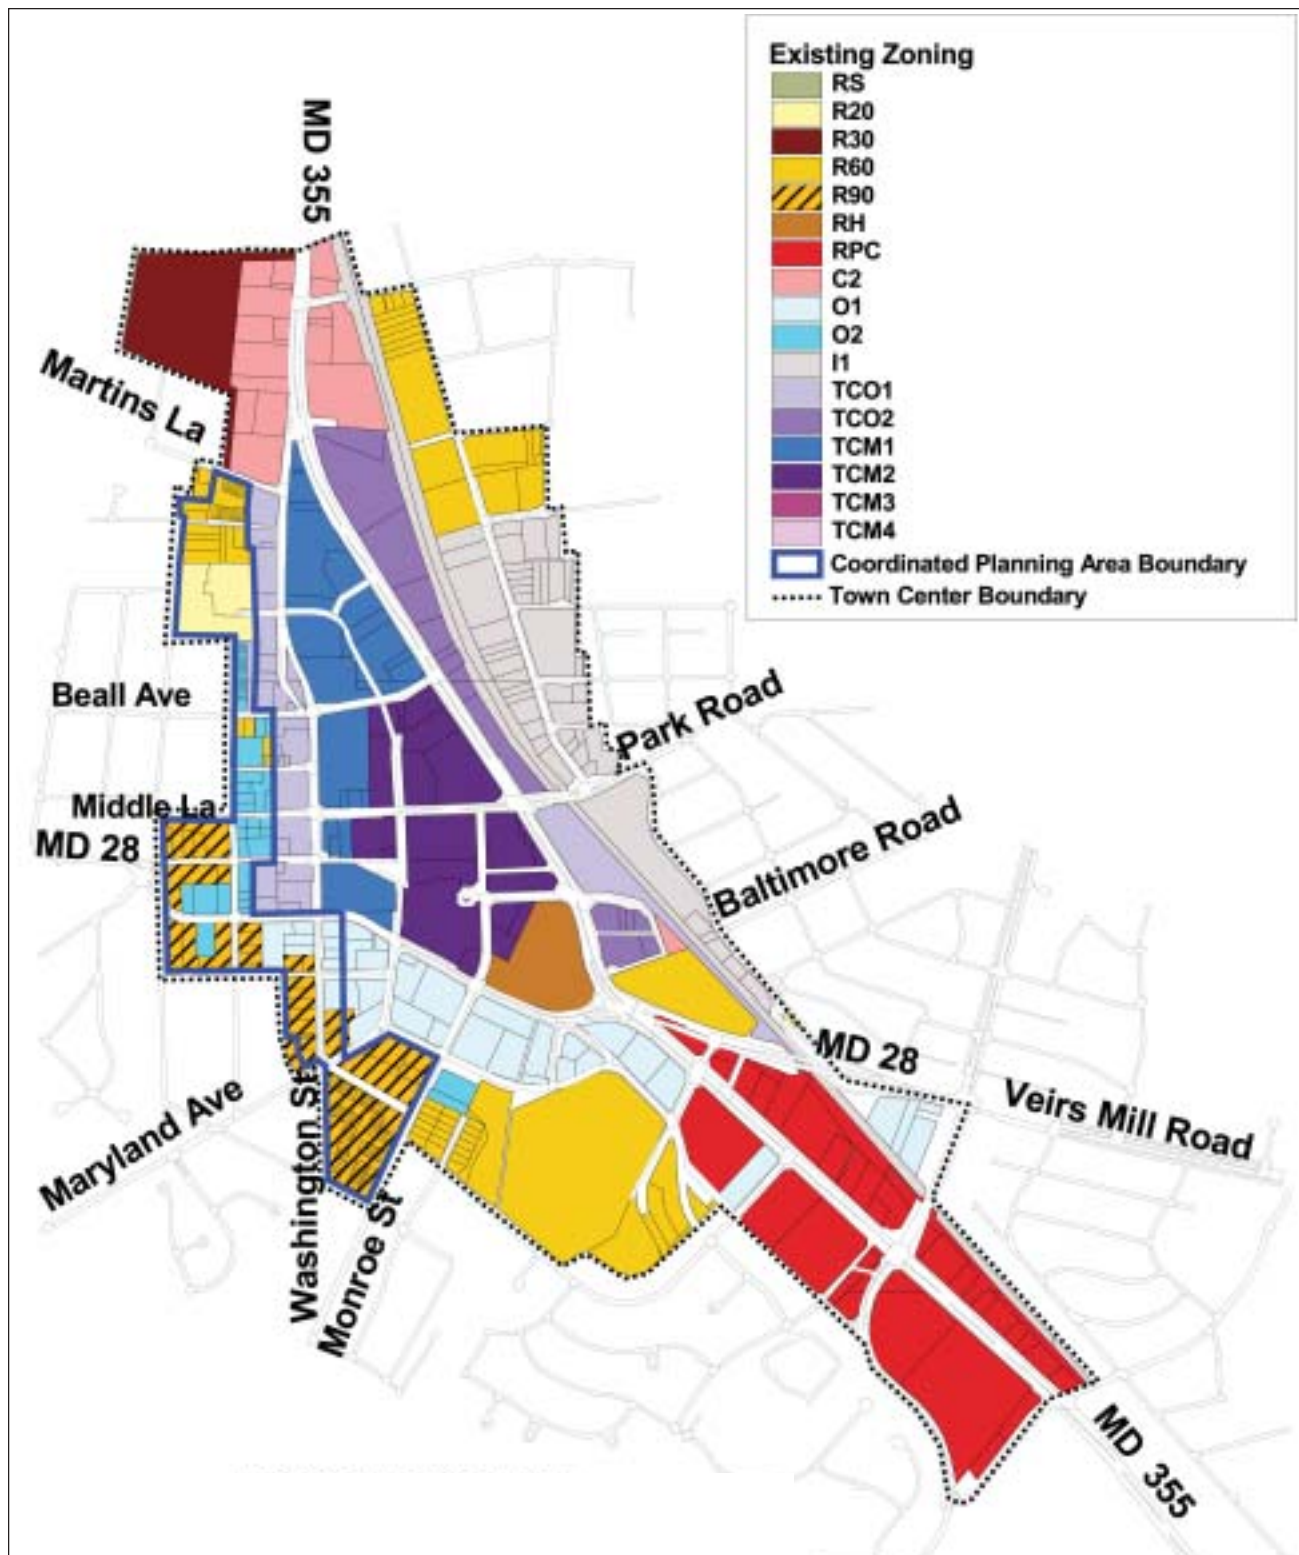 Existing Zoning
RS
R20
R30
R60
R90
RH
RPC
C2
O1
O2
I1
TCO1
TCO2
TCM1
TCM2
TCM3
TCM4
Coordinated Planning Area Boundary
Town Center Boundary
MD 355
Martins La
Beall Ave
Park Road
Middle La
MD 28
Baltimore Road
MD 28
Veirs Mill Road
Maryland Ave
Washington St
Monroe St
MD 355